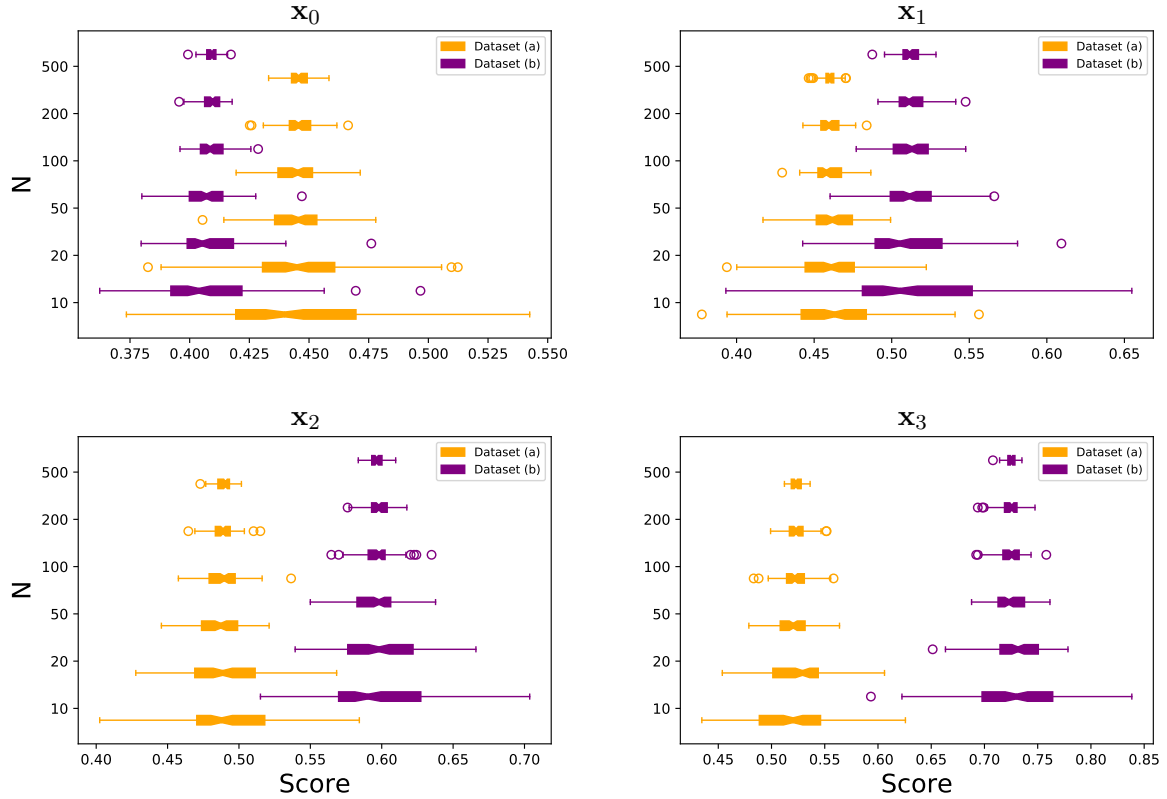 x₀
Dataset (a)
Dataset (b)
N
500
200
100
50
20
10
0.375 0.400 0.425 0.450 0.475 0.500 0.525 0.550
x₁
Dataset (a)
Dataset (b)
500
200
100
50
20
10
0.40 0.45 0.50 0.55 0.60 0.65
x₂
Dataset (a)
Dataset (b)
N
500
200
100
50
20
10
0.40 0.45 0.50 0.55 0.60 0.65 0.70
Score
x₃
Dataset (a)
Dataset (b)
500
200
100
50
20
10
0.45 0.50 0.55 0.60 0.65 0.70 0.75 0.80 0.85
Score